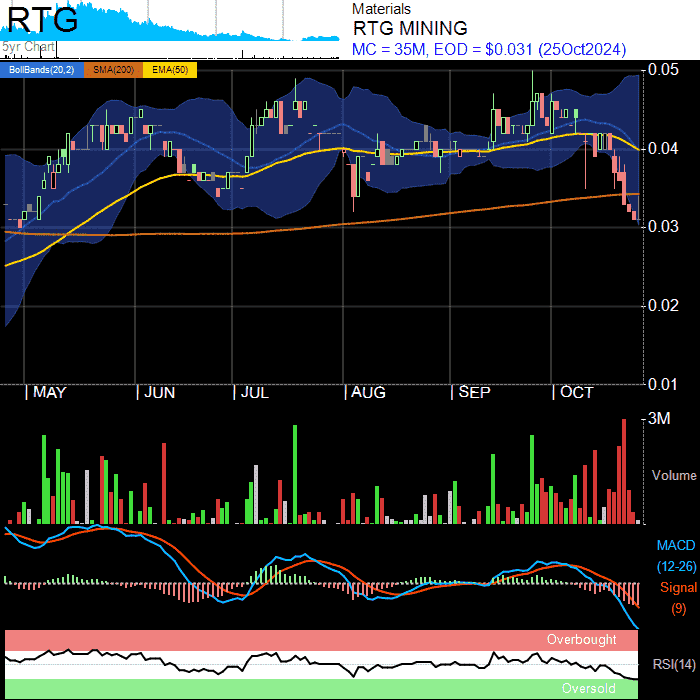 RTG
5yr Chart
Materials
RTG MINING
MC = 35M, EOD = $0.031 (25Oct2024)
BollBands(20,2) SMA(200) EMA(50)
0.05
0.04
0.03
0.02
0.01
MAY JUN JUL AUG SEP OCT
3M
Volume
MACD
(12-26)
Signal
(9)
Overbought
RSI(14)
Oversold